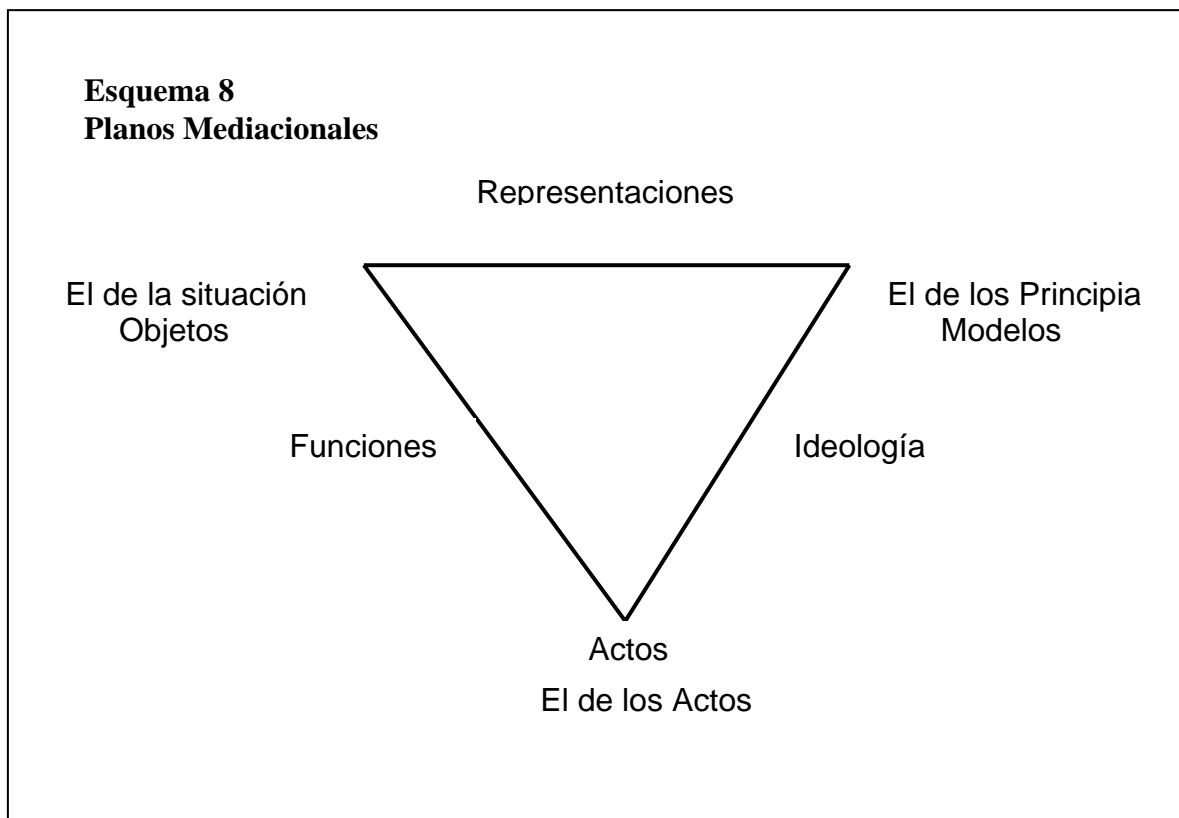 Esquema 8
Planos Mediacionales
Representaciones
El de la situación
Objetos
El de los Principia
Modelos
Funciones
Ideología
Actos
El de los Actos